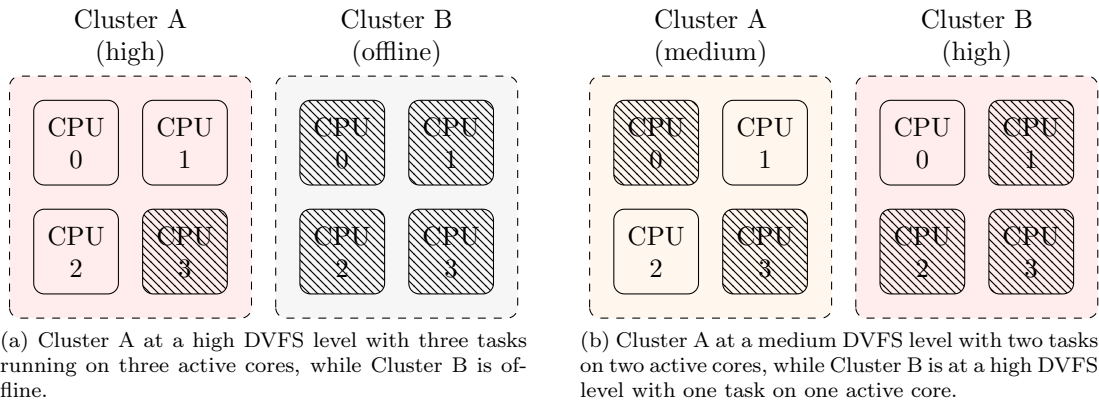 Cluster A
(high)
Cluster B
(offline)
CPU
0
CPU
1
CPU
2
CPU
3
CPU
0
CPU
1
CPU
2
CPU
3
(a) Cluster A at a high DVFS level with three tasks
running on three active cores, while Cluster B is of-
fline.
Cluster A
(medium)
Cluster B
(high)
CPU
0
CPU
1
CPU
2
CPU
3
CPU
0
CPU
1
CPU
2
CPU
3
(b) Cluster A at a medium DVFS level with two tasks
on two active cores, while Cluster B is at a high DVFS
level with one task on one active core.